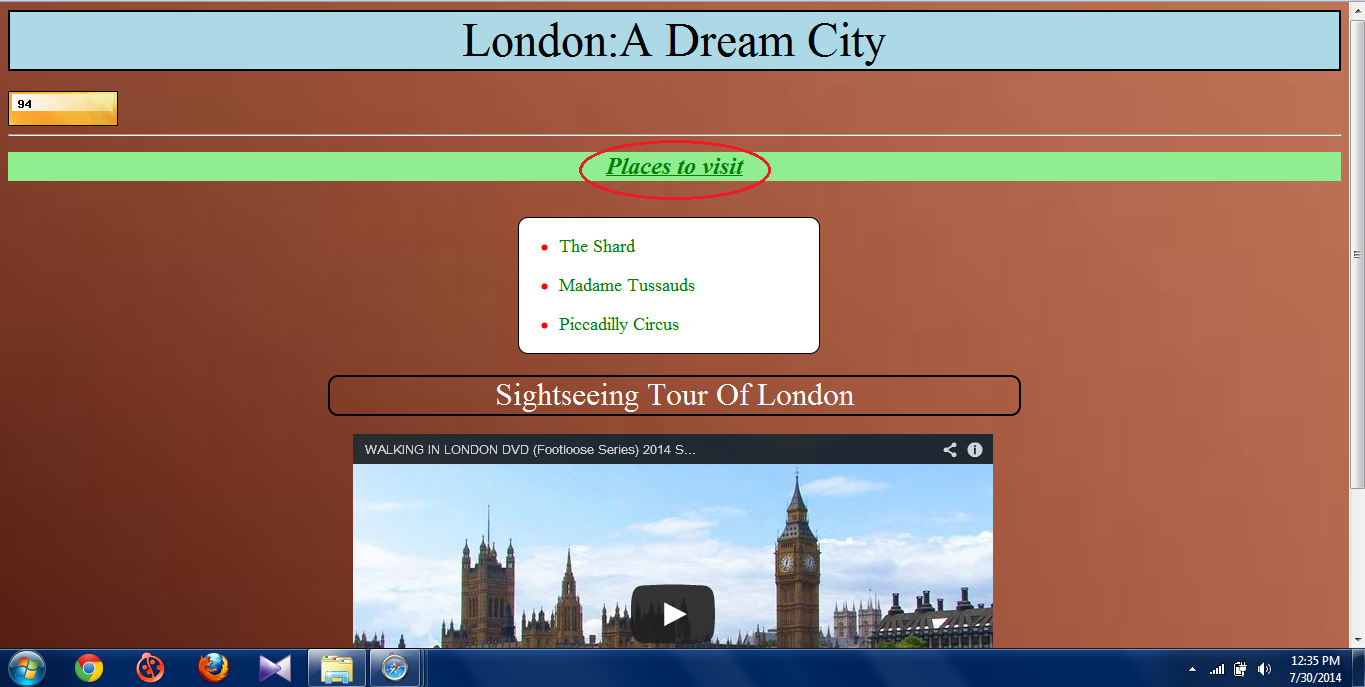 London:A Dream City
94
Places to visit
The Shard
Madame Tussauds
Piccadilly Circus
Sightseeing Tour Of London
WALKING IN LONDON DVD (Footloose Series) 2014 S...
12:35 PM
7/30/2014